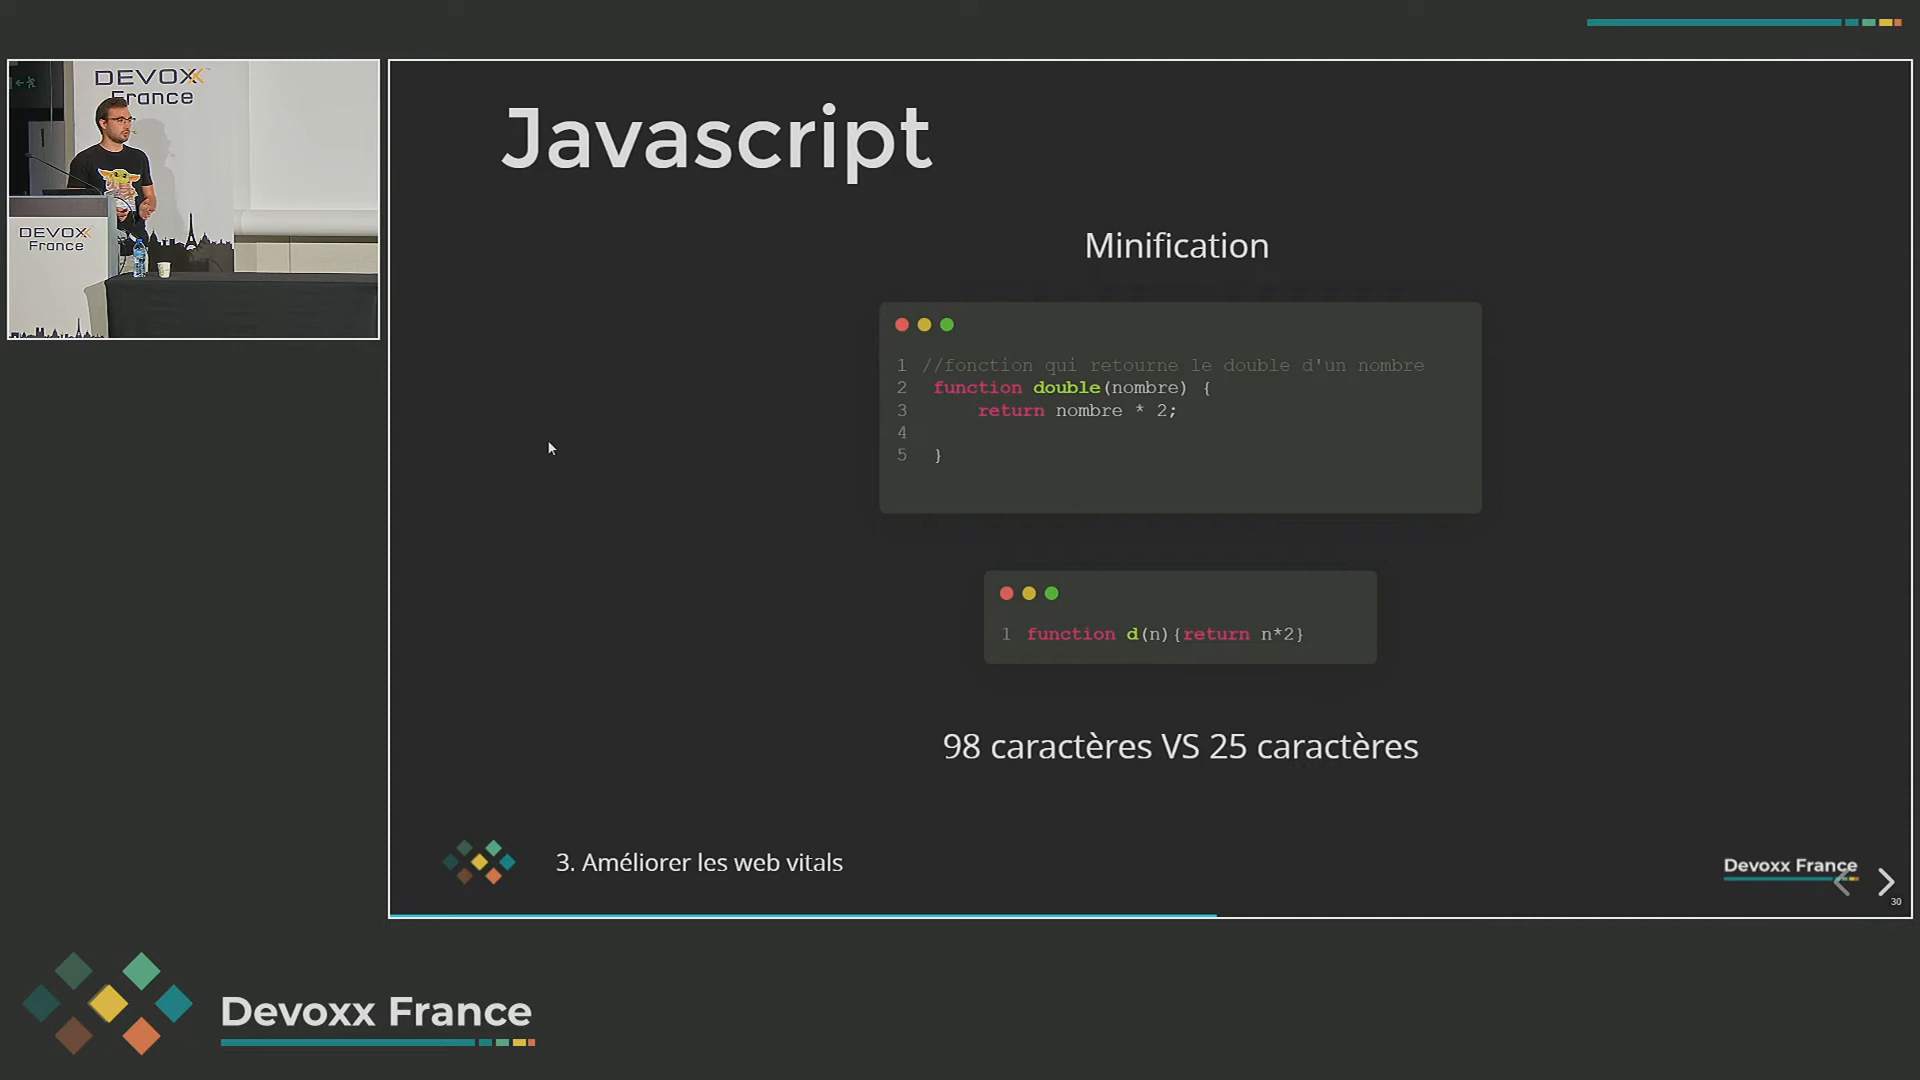 DEVOXX
France
DEVOXX
France
Javascript
Minification
1 //fonction qui retourne le double d'un nombre
2 function double(nombre) {
3 return nombre * 2;
4
5 }
1 function d(n){return n*2}
98 caractères VS 25 caractères
3. Améliorer les web vitals
Devoxx France
30
Devoxx France